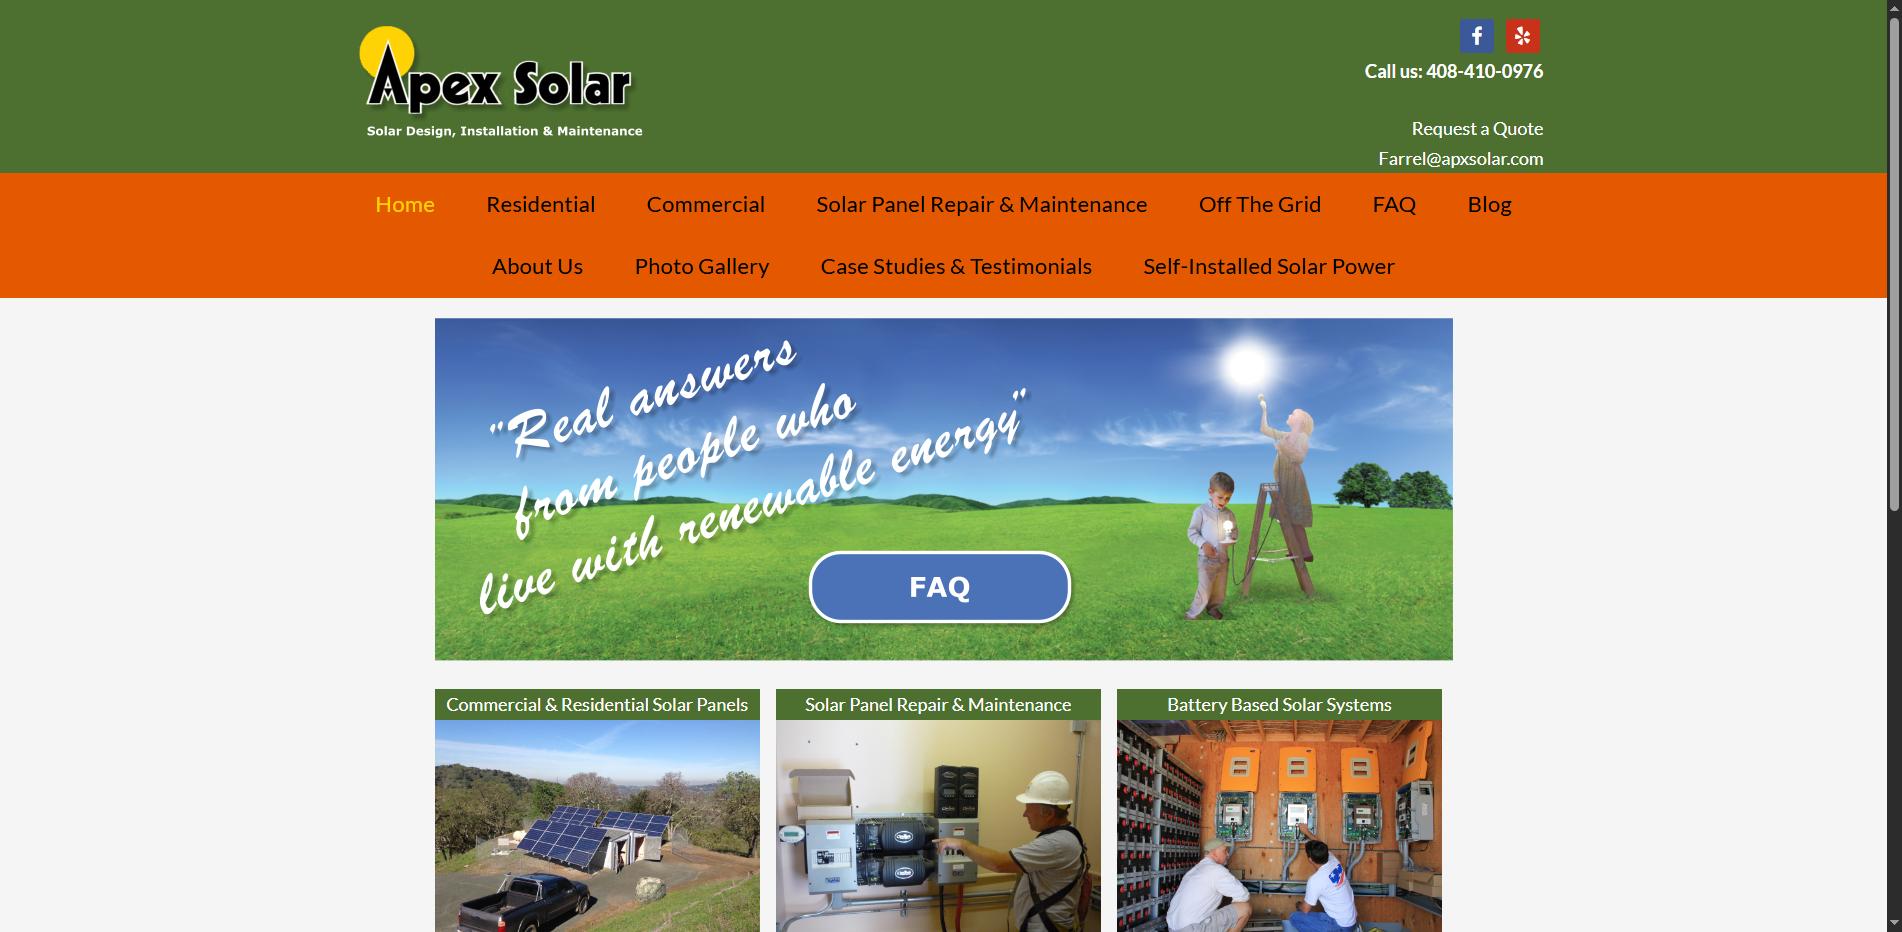 Apex Solar
Solar Design, Installation & Maintenance
Call us: 408-410-0976
Request a Quote
Farrel@apxsolar.com
Home Residential Commercial Solar Panel Repair & Maintenance Off The Grid FAQ Blog
About Us Photo Gallery Case Studies & Testimonials Self-Installed Solar Power
"Real answers
from people who
live with renewable energy"
FAQ
Commercial & Residential Solar Panels
Solar Panel Repair & Maintenance
Battery Based Solar Systems